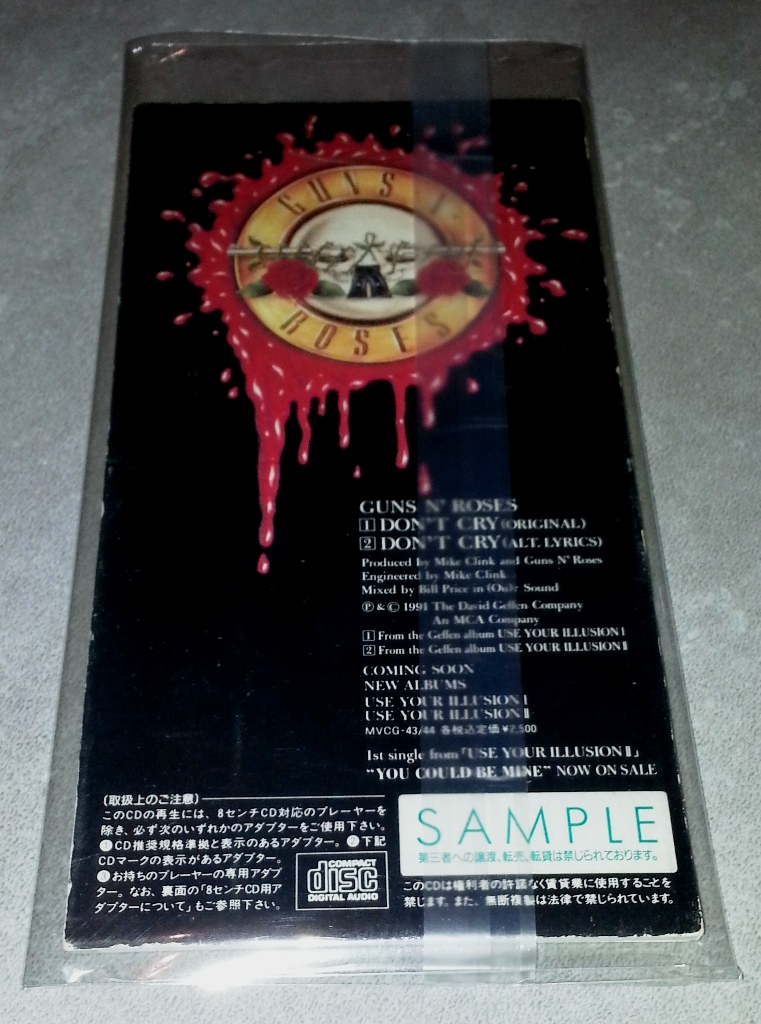 GUNS N'
ROSES
GUNS N' ROSES
1 DON'T CRY (ORIGINAL)
2 DON'T CRY (ALT. LYRICS)
Produced by Mike Clink and Guns N' Roses
Engineered by Mike Clink
Mixed by Bill Price in (Ou)r Sound
Ⓟ & © 1991 The David Geffen Company
An MCA Company
1 From the Geffen album USE YOUR ILLUSION I
2 From the Geffen album USE YOUR ILLUSION II
COMING SOON
NEW ALBUMS
USE YOUR ILLUSION I
USE YOUR ILLUSION II
MVCG-43/44 各税込定価¥2,500
1st single from「USE YOUR ILLUSION II」
"YOU COULD BE MINE" NOW ON SALE
(取扱上のご注意)
このCDの再生には、8センチCD対応のプレーヤーを
除き、必ず次のいずれかのアダプターをご使用下さい。
❶CD推奨規格準拠と表示のあるアダプター。❷下記
CDマークの表示があるアダプター。
❸お持ちのプレーヤーの専用アダプ
ター。なお、裏面の「8センチCD用ア
ダプターについて」もご参照下さい。
COMPACT
disc
DIGITAL AUDIO
SAMPLE
第三者への譲渡、転売、転貸は禁じられております。
このCDは権利者の許諾なく賃貸業に使用することを
禁じます。また、無断複製は法律で禁じられています。